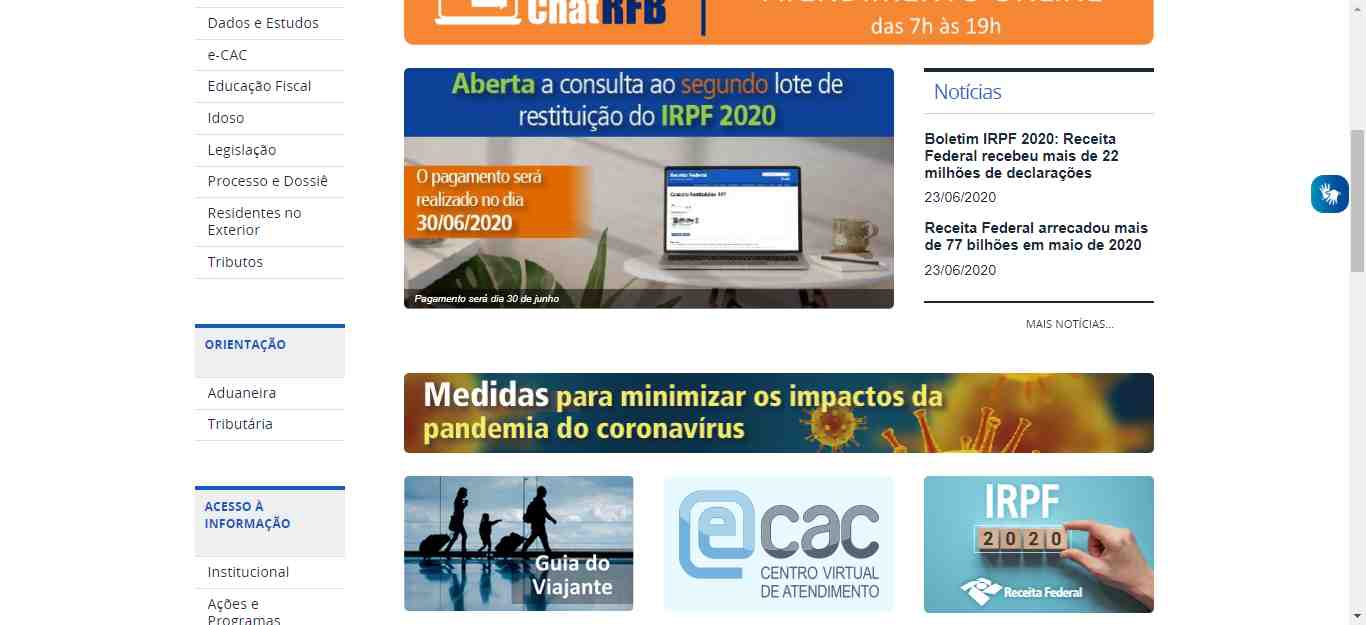 Dados e Estudos
e-CAC
Educação Fiscal
Idoso
Legislação
Processo e Dossiê
Residentes no
Exterior
Tributos
ORIENTAÇÃO
Aduaneira
Tributária
ACESSO À
INFORMAÇÃO
Institucional
Ações e
Programas
ChatRFB
ATENDIMENTO ONLINE
das 7h às 19h
Aberta a consulta ao segundo lote de
restituição do IRPF 2020
O pagamento será
realizado no dia
30/06/2020
Receita Federal
Pagamento será dia 30 de junho
Notícias
Boletim IRPF 2020: Receita
Federal recebeu mais de 22
milhões de declarações
23/06/2020
Receita Federal arrecadou mais
de 77 bilhões em maio de 2020
23/06/2020
MAIS NOTÍCIAS...
Medidas para minimizar os impactos da
pandemia do coronavírus
Guia do
Viajante
e cac
CENTRO VIRTUAL
DE ATENDIMENTO
IRPF
2020
Receita Federal